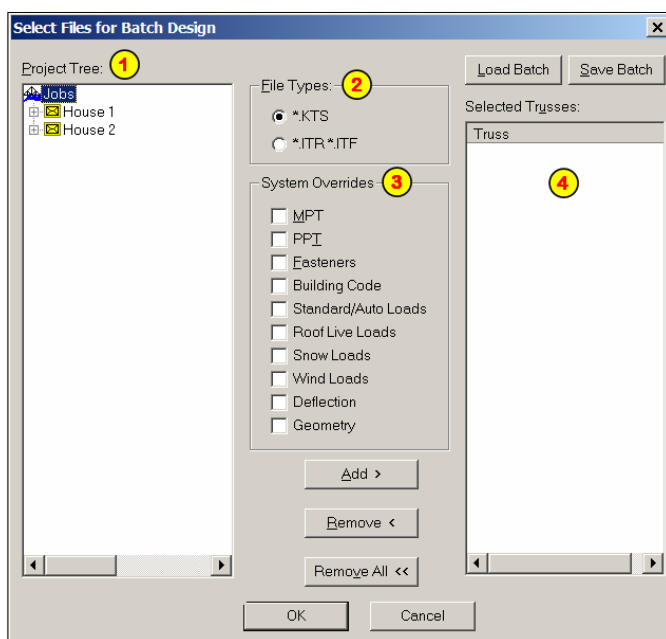 Select Files for Batch Design
Project Tree: 1
Jobs
House 1
House 2
File Types: 2
*.KTS
*.ITR *.ITF
System Overrides 3
MPT
PPT
Fasteners
Building Code
Standard/Auto Loads
Roof Live Loads
Snow Loads
Wind Loads
Deflection
Geometry
Add >
Remove <
Remove All <<
Load Batch Save Batch
Selected Trusses:
Truss
4
OK Cancel